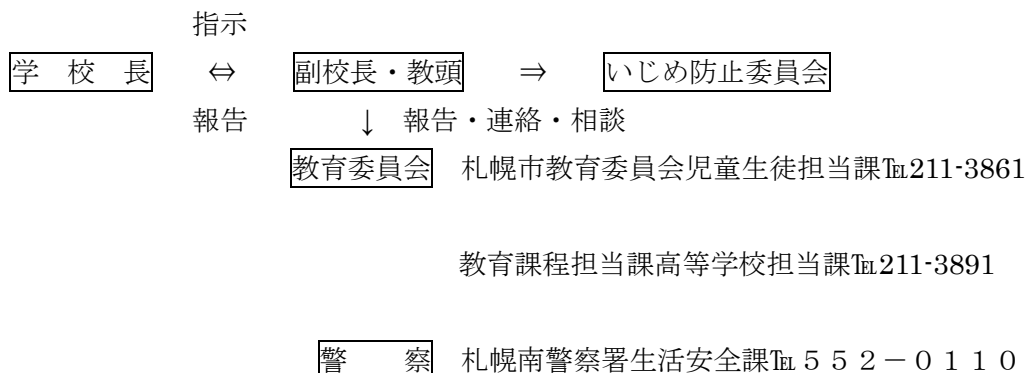 指示
学　校　長　⇔　副校長・教頭　⇒　いじめ防止委員会
報告　↓　報告・連絡・相談
教育委員会　札幌市教育委員会児童生徒担当課℡211-3861
教育課程担当課高等学校担当課℡211-3891
警　　察　札幌南警察署生活安全課℡５５２－０１１０